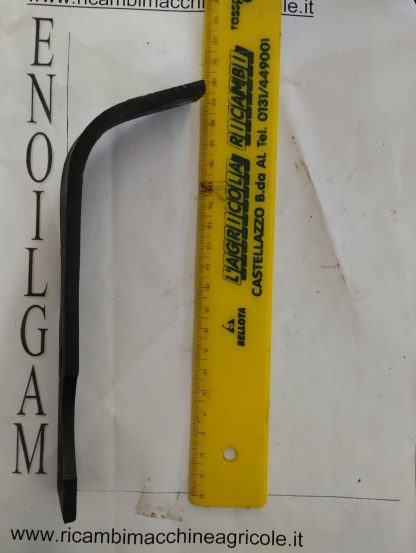 www.ricambimacchineagricole.it
ENOILGAM
L'AGRICOLA RICAMBI
CASTELLAZZO B.da AL Tel. 0131/449001
BELLOTA
www.ricambimacchineagricole.it